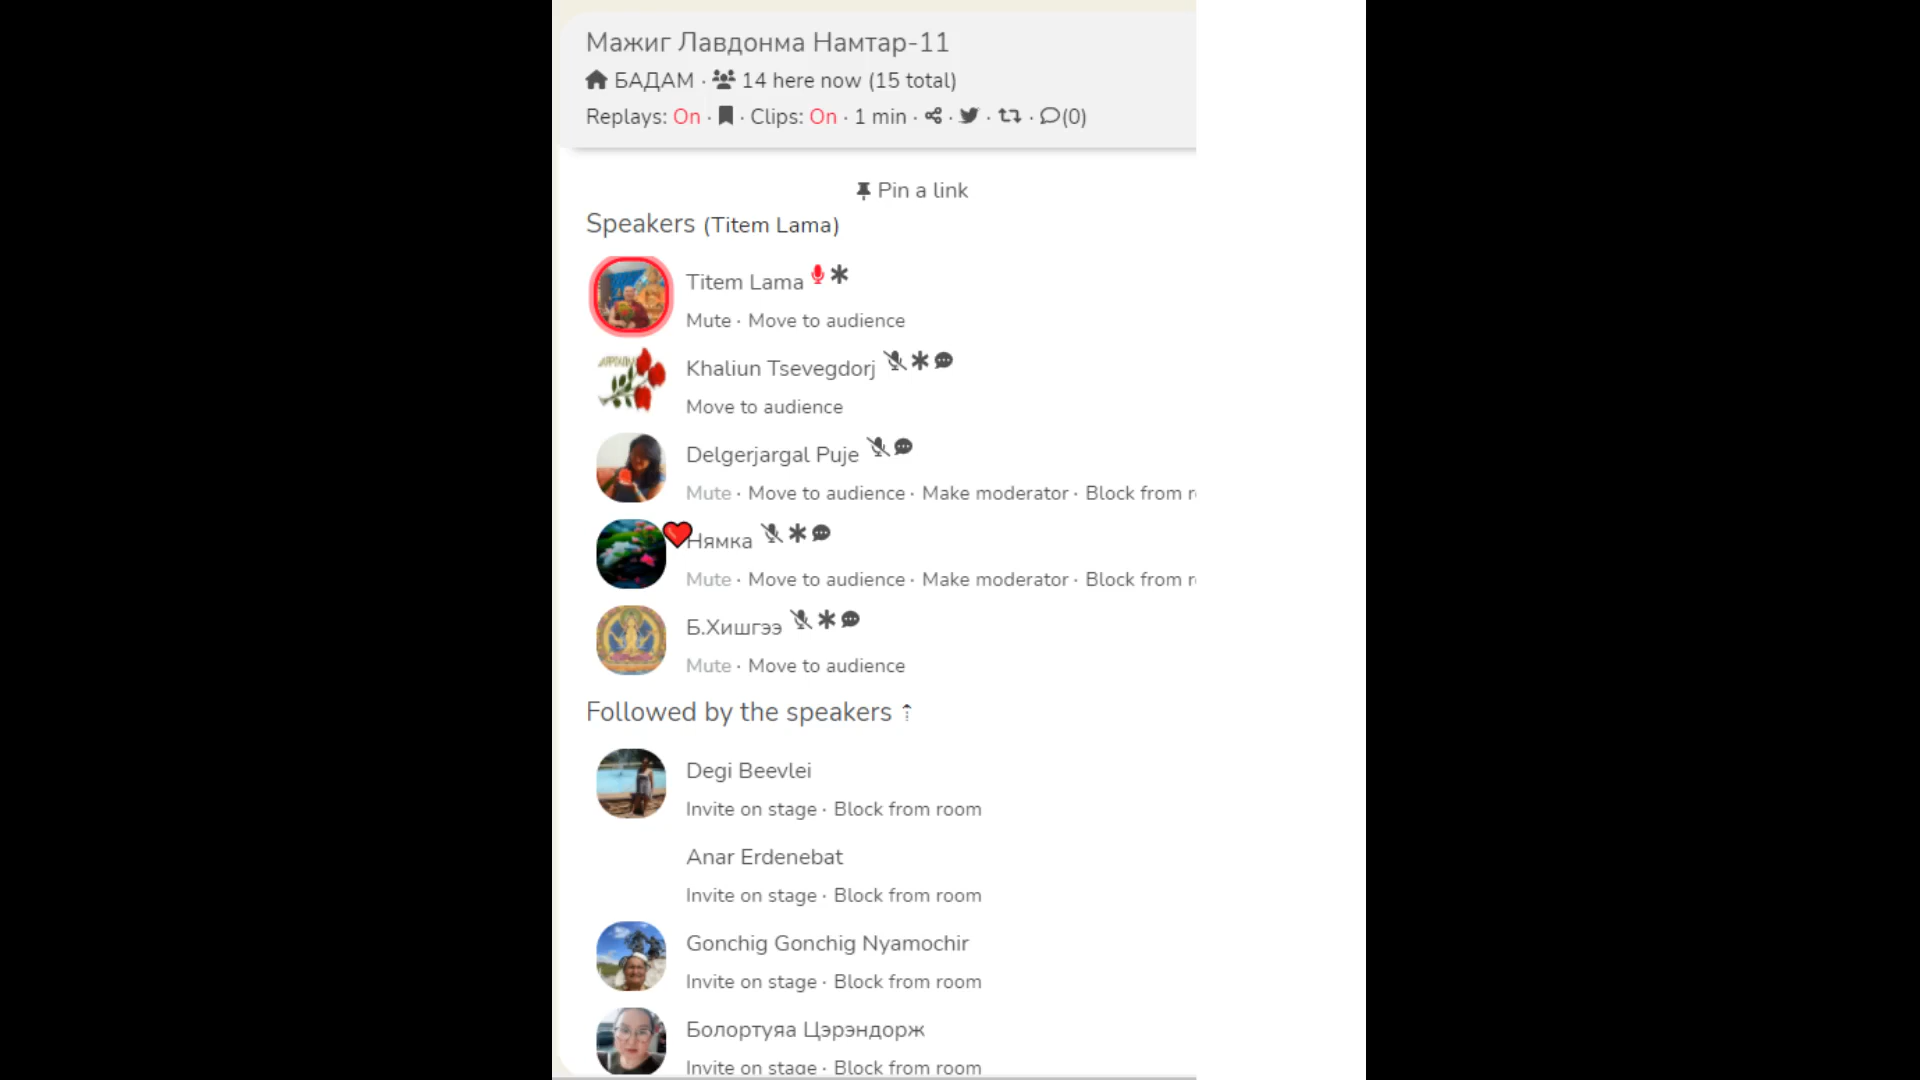 Мажиг Лавдонма Намтар-11
БАДАМ · 14 here now (15 total)
Replays: On · · Clips: On · 1 min · · · · (0)
Pin a link
Speakers (Titem Lama)
Titem Lama
Mute · Move to audience
Khaliun Tsevegdorj
Move to audience
Delgerjargal Puje
Mute · Move to audience · Make moderator · Block from r
Нямка
Mute · Move to audience · Make moderator · Block from r
Б.Хишгээ
Mute · Move to audience
Followed by the speakers
Degi Beevlei
Invite on stage · Block from room
Anar Erdenebat
Invite on stage · Block from room
Gonchig Gonchig Nyamochir
Invite on stage · Block from room
Болортуяа Цэрэндорж
Invite on stage · Block from room